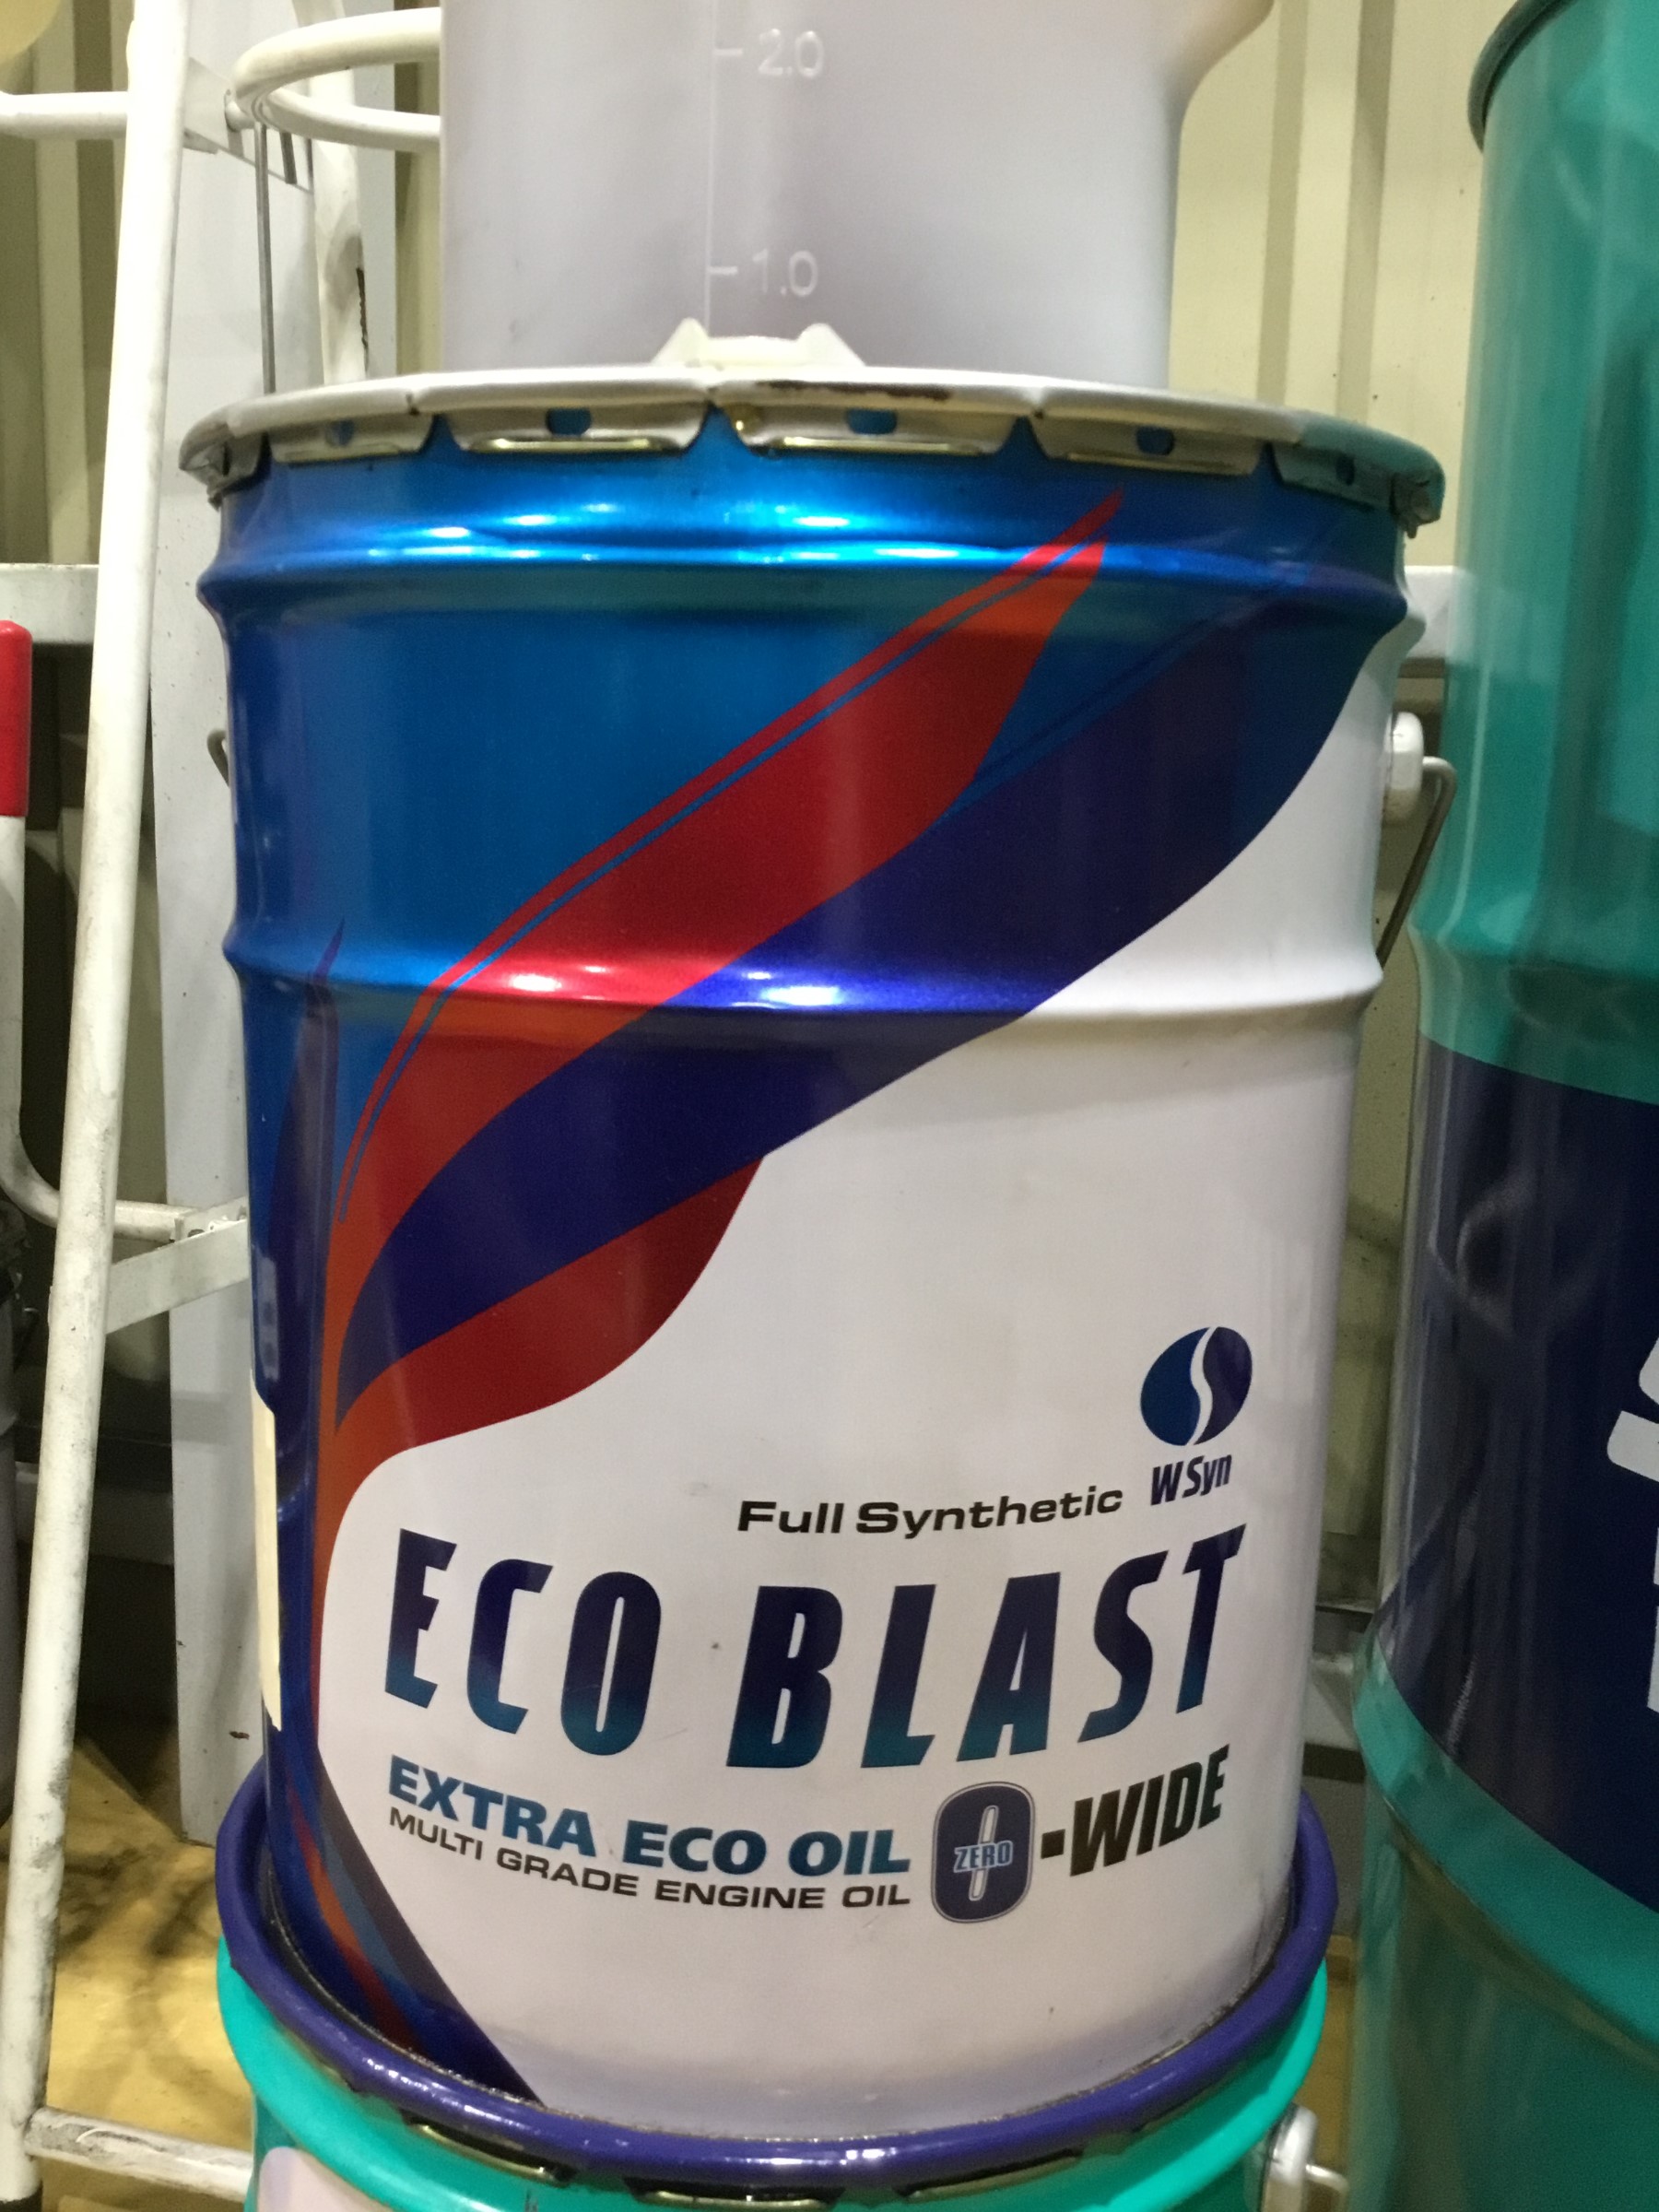 2.0
1.0
W Syn
Full Synthetic
ECO BLAST
EXTRA ECO OIL
MULTI GRADE ENGINE OIL
0-WIDE
ZERO